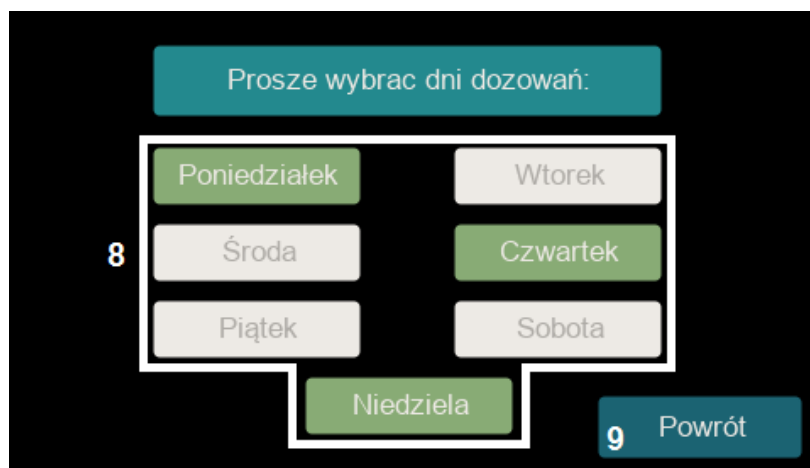 Prosze wybrac dni dozowań:
Poniedziałek Wtorek
8 Środa Czwartek
Piątek Sobota
Niedziela
9 Powrót